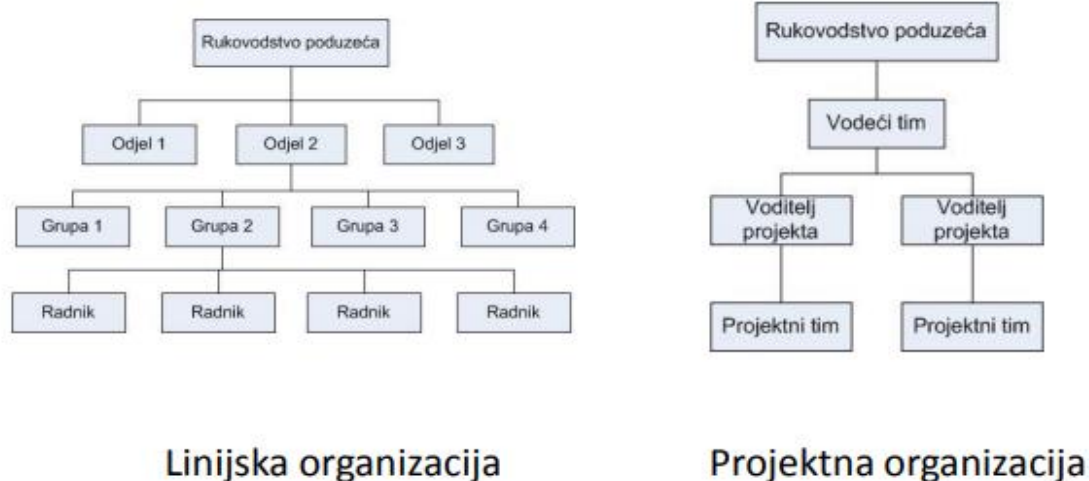 Rukovodstvo poduzeća
Odjel 1
Odjel 2
Odjel 3
Grupa 1
Grupa 2
Grupa 3
Grupa 4
Radnik
Radnik
Radnik
Radnik
Linijska organizacija
Rukovodstvo poduzeća
Vodeći tim
Voditelj
projekta
Voditelj
projekta
Projektni tim
Projektni tim
Projektna organizacija